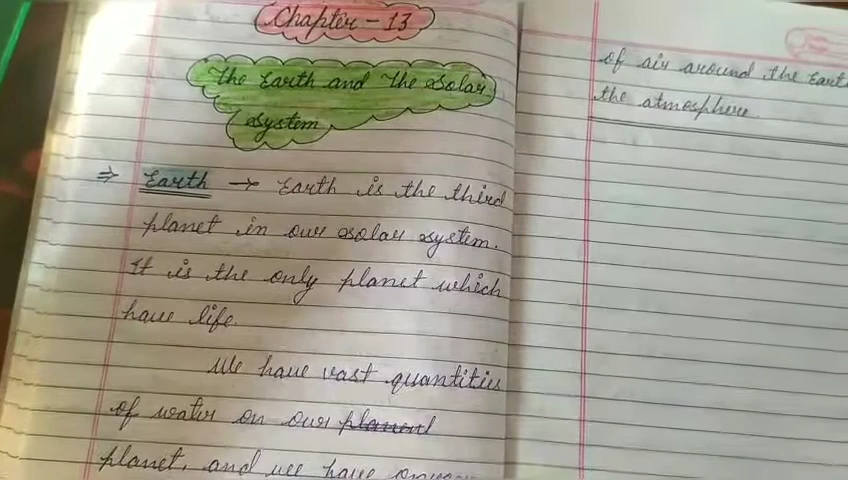 Chapter - 13
The Earth and The Solar
System
⇒ Earth → Earth is the third
planet in our solar system.
It is the only planet which
have life.
We have vast quantities
of water on our planent
planet, and we have
of air around the Earth
the atmosphere.